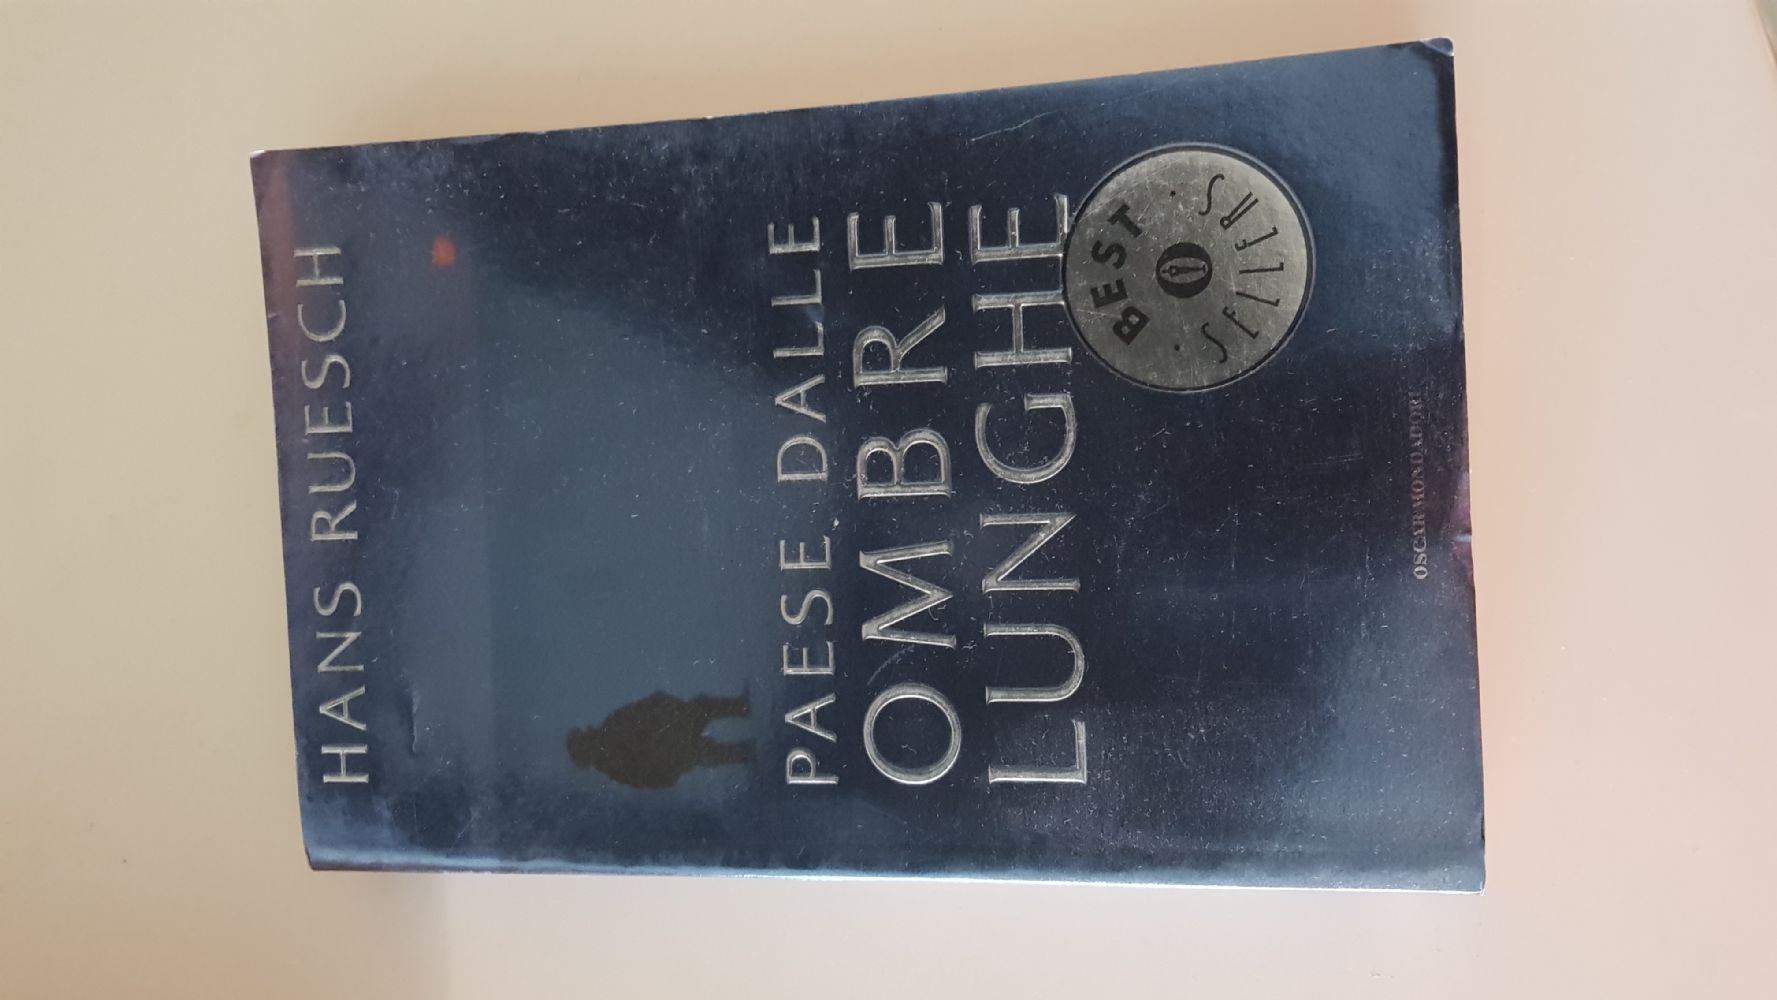 HANS RUESCH
PAESE DALLE
OMBRE
LUNGHE
BEST
SELLERS
OSCAR MONDADORI